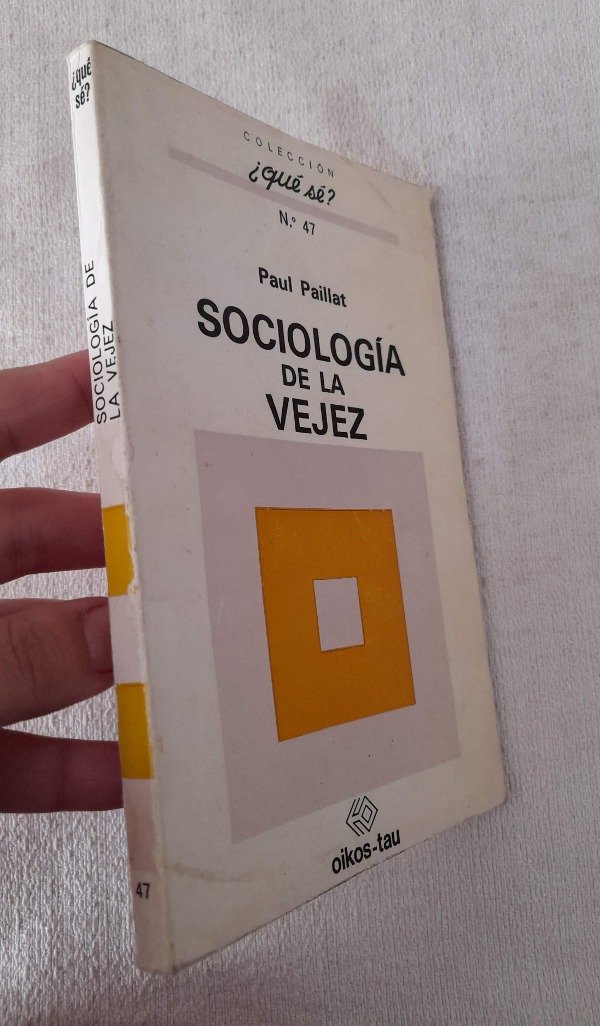 ¿qué
sé?
SOCIOLOGÍA DE
LA VEJEZ
47
COLECCIÓN
¿qué sé?
N.º 47
Paul Paillat
SOCIOLOGÍA
DE LA
VEJEZ
oikos-tau